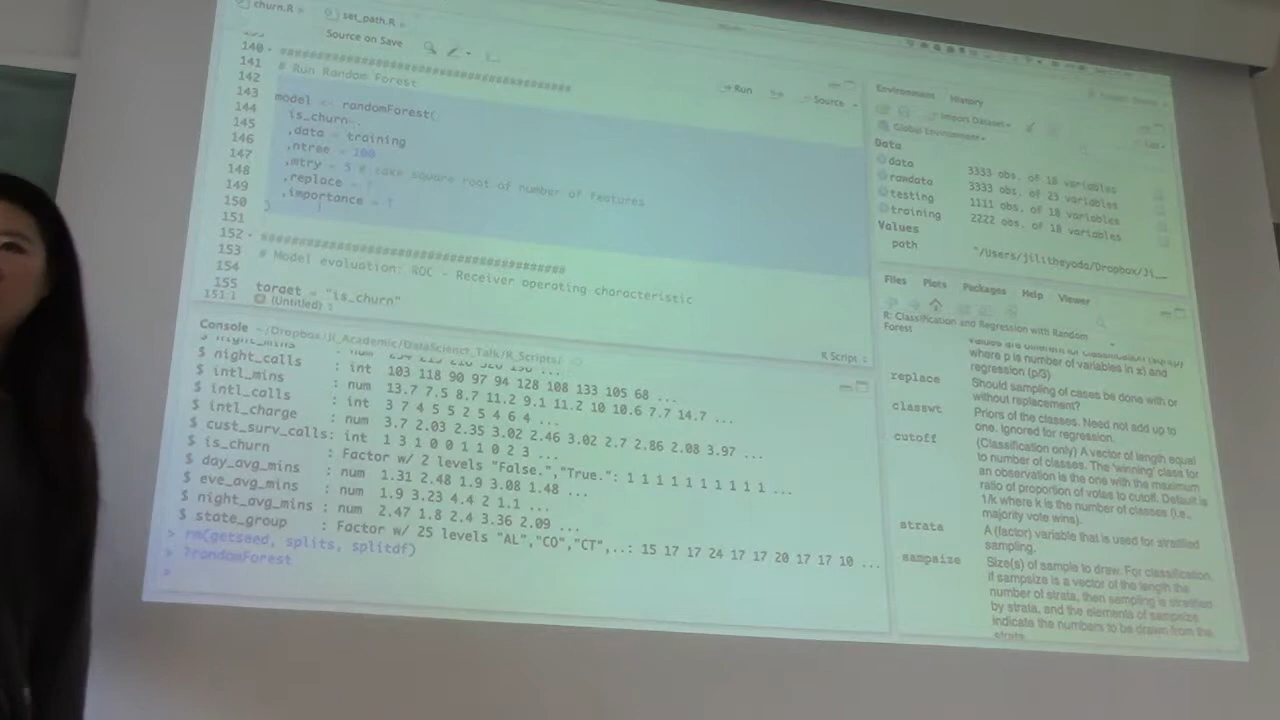 churn.R
set_path.R
Source on Save
Run
Source
140 ########################################
141 # Run Random Forest
142
143 model <- randomForest(
144 is_churn~.
145 ,data = training
146 ,ntree = 100
147 ,mtry = 5 # take square root of number of features
148 ,replace = T
149 ,importance = T
150 )
151
152 ########################################
153 # Model evaluation: ROC - Receiver operating characteristic
154
155 target = "is_churn"
151:1 (Untitled)
R Script
Console ~/Dropbox/Ji_Academic/DataScienct_Talk/R_Scripts/
$ night_calls : int 103 118 90 97 94 128 108 133 105 68 ...
$ intl_mins : num 13.7 7.5 8.7 11.2 9.1 11.2 10 10.6 7.7 14.7 ...
$ intl_calls : int 3 7 4 5 5 2 5 4 6 4 ...
$ intl_charge : num 3.7 2.03 2.35 3.02 2.46 3.02 2.7 2.86 2.08 3.97 ...
$ cust_surv_calls: int 1 3 1 0 0 1 1 0 2 3 ...
$ is_churn : Factor w/ 2 levels "False.","True.": 1 1 1 1 1 1 1 1 1 1 ...
$ day_avg_mins : num 1.31 2.48 1.9 3.08 1.48 ...
$ eve_avg_mins : num 1.9 3.23 4.4 2 1.1 ...
$ night_avg_mins : num 2.47 1.8 2.4 3.36 2.09 ...
$ state_group : Factor w/ 25 levels "AL","CO","CT",..: 15 17 17 24 17 17 20 17 17 10 ...
> rm(getseed, splits, splitdf)
> ?randomForest
>
Environment History
Import Dataset
Global Environment
Data
data 3333 obs. of 18 variables
rawdata 3333 obs. of 23 variables
testing 1111 obs. of 18 variables
training 2222 obs. of 18 variables
Values
path "/Users/jilitheyoda/Dropbox/Ji_
Files Plots Packages Help Viewer
R: Classification and Regression with Random
Forest
where p is number of variables in x) and
regression (p/3)
replace Should sampling of cases be done with or
without replacement?
classwt Priors of the classes. Need not add up to
one. Ignored for regression.
cutoff (Classification only) A vector of length equal
to number of classes. The 'winning' class for
an observation is the one with the maximum
ratio of proportion of votes to cutoff. Default is
1/k where k is the number of classes (i.e.,
majority vote wins).
strata A (factor) variable that is used for stratified
sampling.
sampsize Size(s) of sample to draw. For classification,
if sampsize is a vector of the length the
number of strata, then sampling is stratified
by strata, and the elements of sampsize
indicate the numbers to be drawn from the
strata.